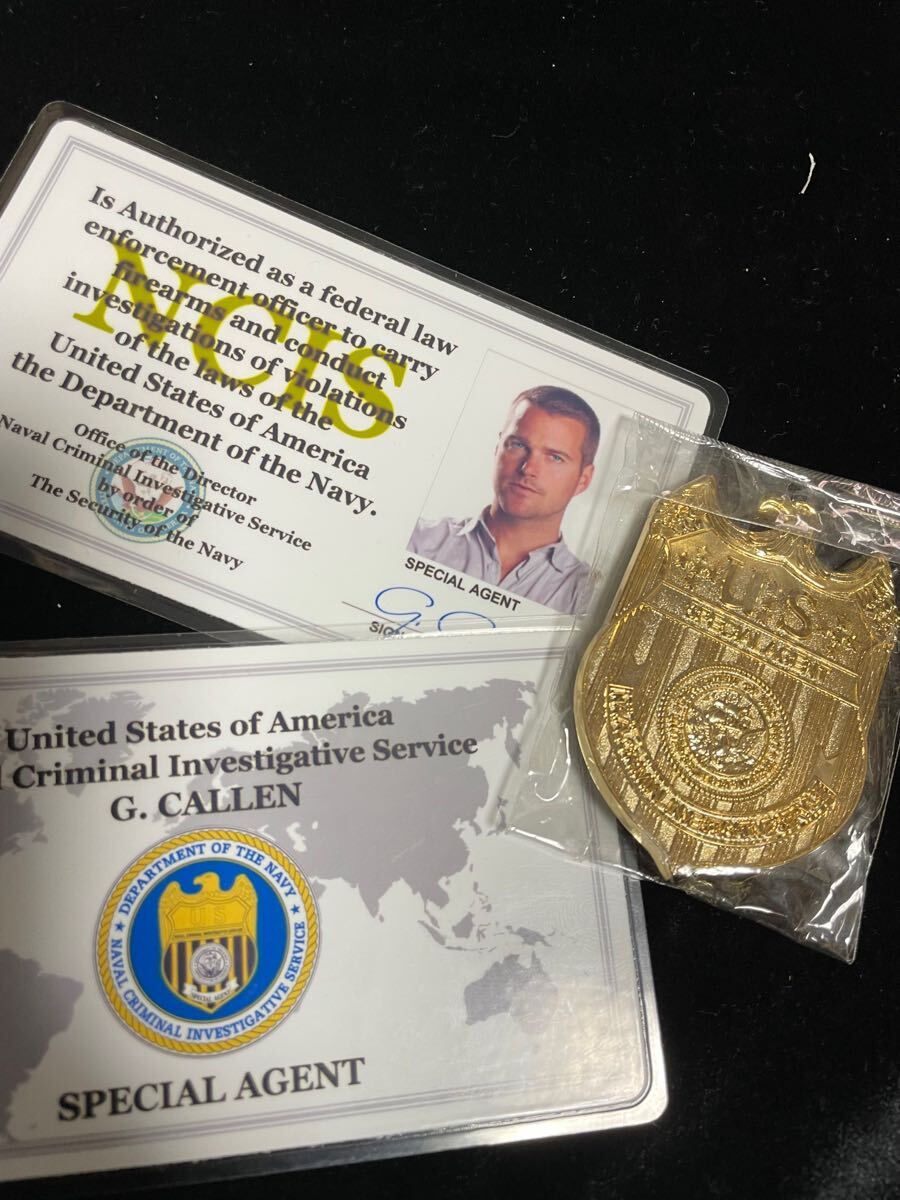 Is Authorized as a federal law
enforcement officer to carry
firearms and conduct
investigations of violations
of the laws of the
United States of America
the Department of the Navy.
NCIS
Office of the Director
Naval Criminal Investigative Service
by order of
The Security of the Navy
SPECIAL AGENT
G. C
SIGN
United States of America
Criminal Investigative Service
G. CALLEN
DEPARTMENT OF THE NAVY
NAVAL CRIMINAL INVESTIGATIVE SERVICE
U S
SPECIAL AGENT
SPECIAL AGENT
U S
SPECIAL AGENT